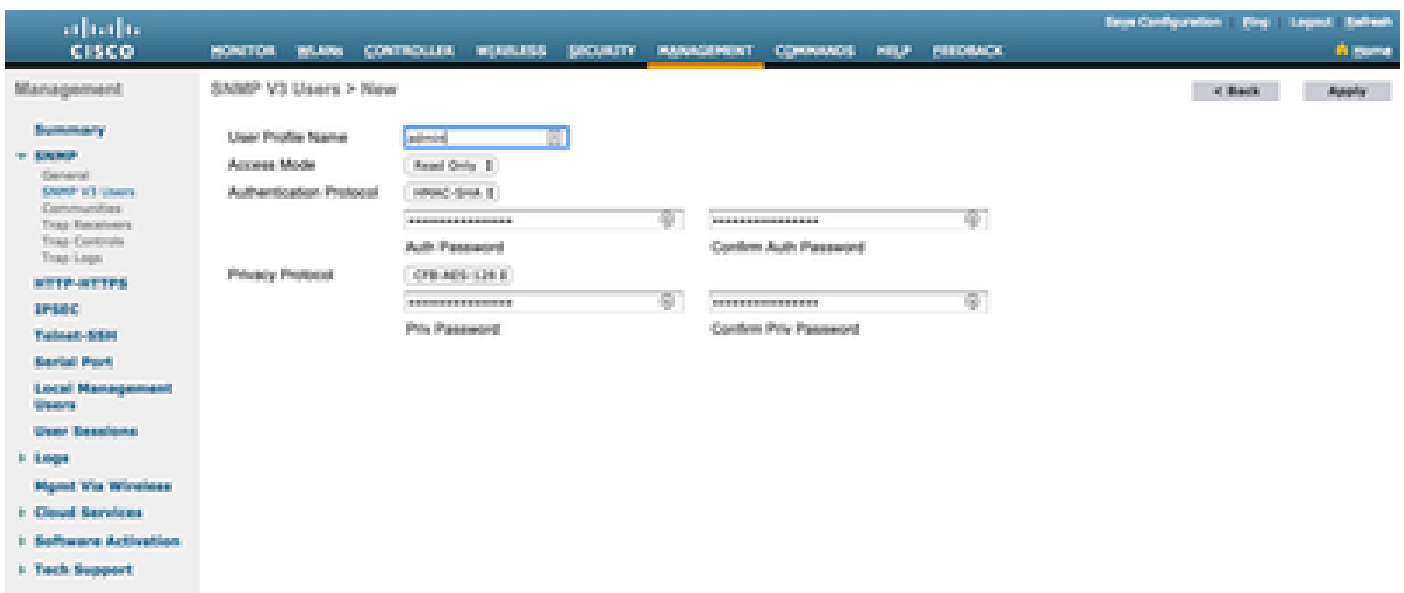 Save Configuration | Ping | Logout | Refresh
CISCO
MONITOR WLANs CONTROLLER WIRELESS SECURITY MANAGEMENT COMMANDS HELP FEEDBACK
Home
Management
SNMP V3 Users > New
< Back
Apply
Summary
SNMP
General
SNMP V3 Users
Communities
Trap Receivers
Trap Controls
Trap Logs
HTTP-HTTPS
IPSEC
Telnet-SSH
Serial Port
Local Management
Users
User Sessions
Logs
Mgmt Via Wireless
Cloud Services
Software Activation
Tech Support
User Profile Name
admin
Access Mode
Read Only
Authentication Protocol
HMAC-SHA
Auth Password
Confirm Auth Password
Privacy Protocol
CFB-AES-128
Priv Password
Confirm Priv Password